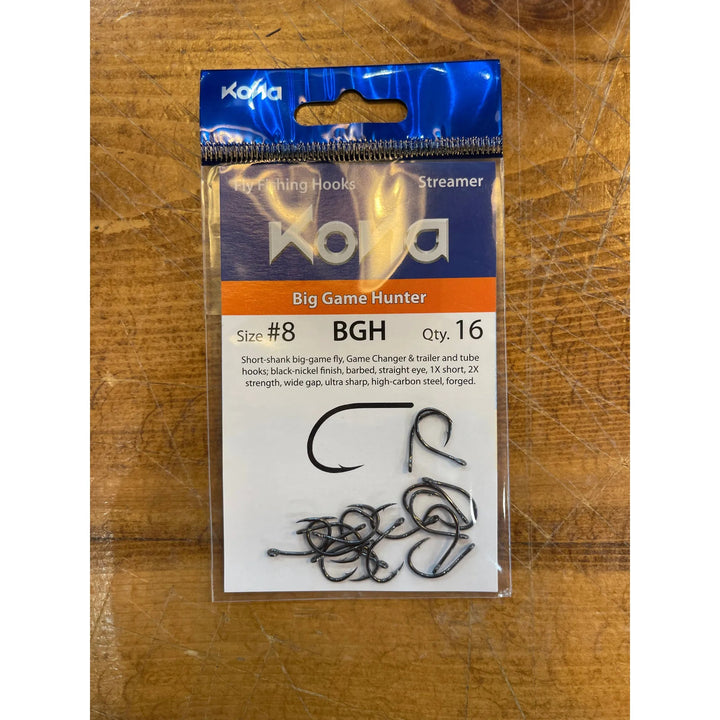 Kona
Fly Fishing Hooks Streamer
Kona
Big Game Hunter
Size #8 BGH Qty. 16
Short-shank big-game fly, Game Changer & trailer and tube
hooks; black-nickel finish, barbed, straight eye, 1X short, 2X
strength, wide gap, ultra sharp, high-carbon steel, forged.